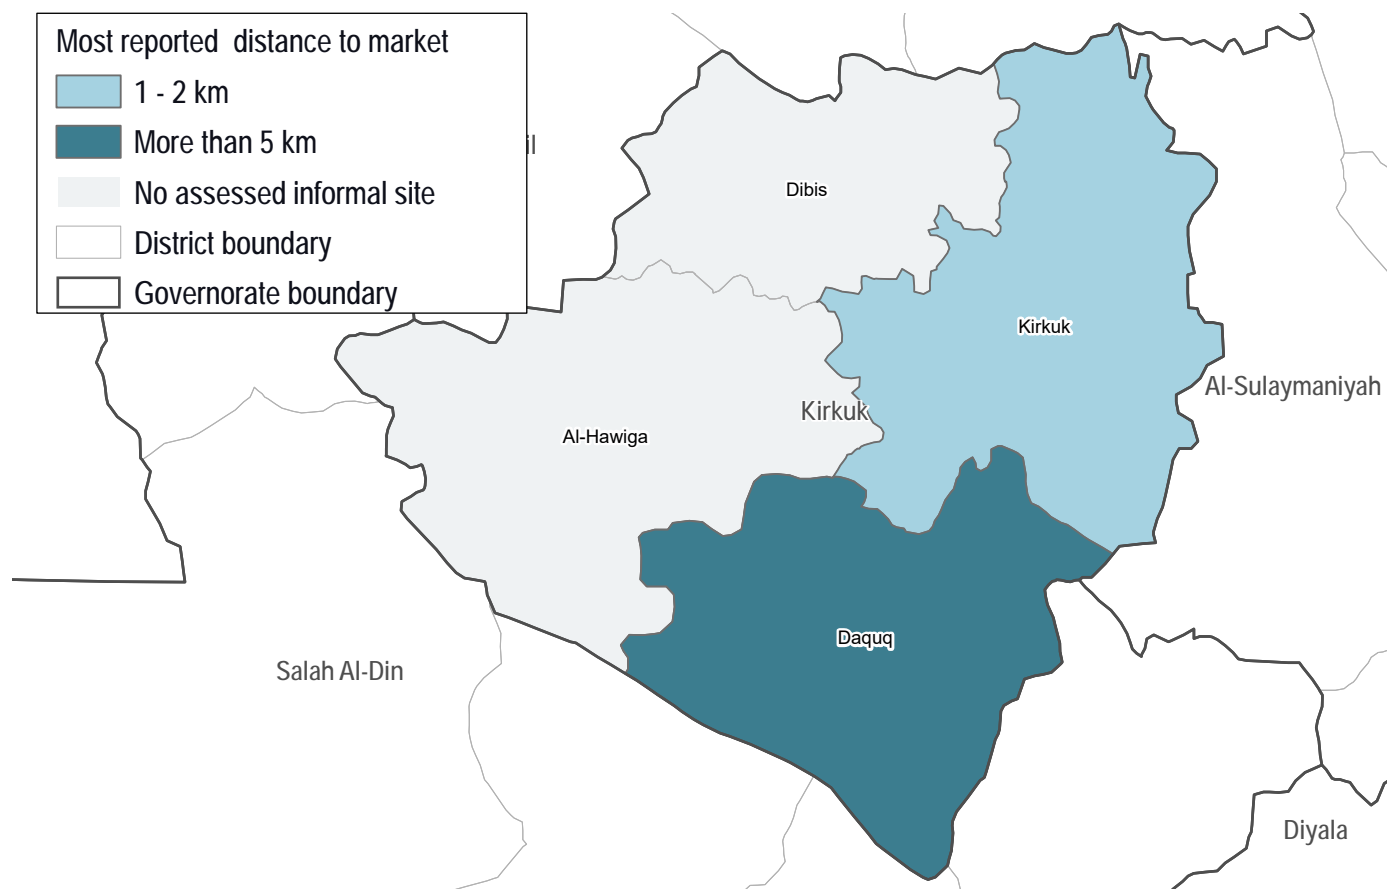 Most reported distance to market
1 - 2 km
More than 5 km
No assessed informal site
District boundary
Governorate boundary
il
Dibis
Kirkuk
Al-Sulaymaniyah
Kirkuk
Al-Hawiga
Daquq
Salah Al-Din
Diyala